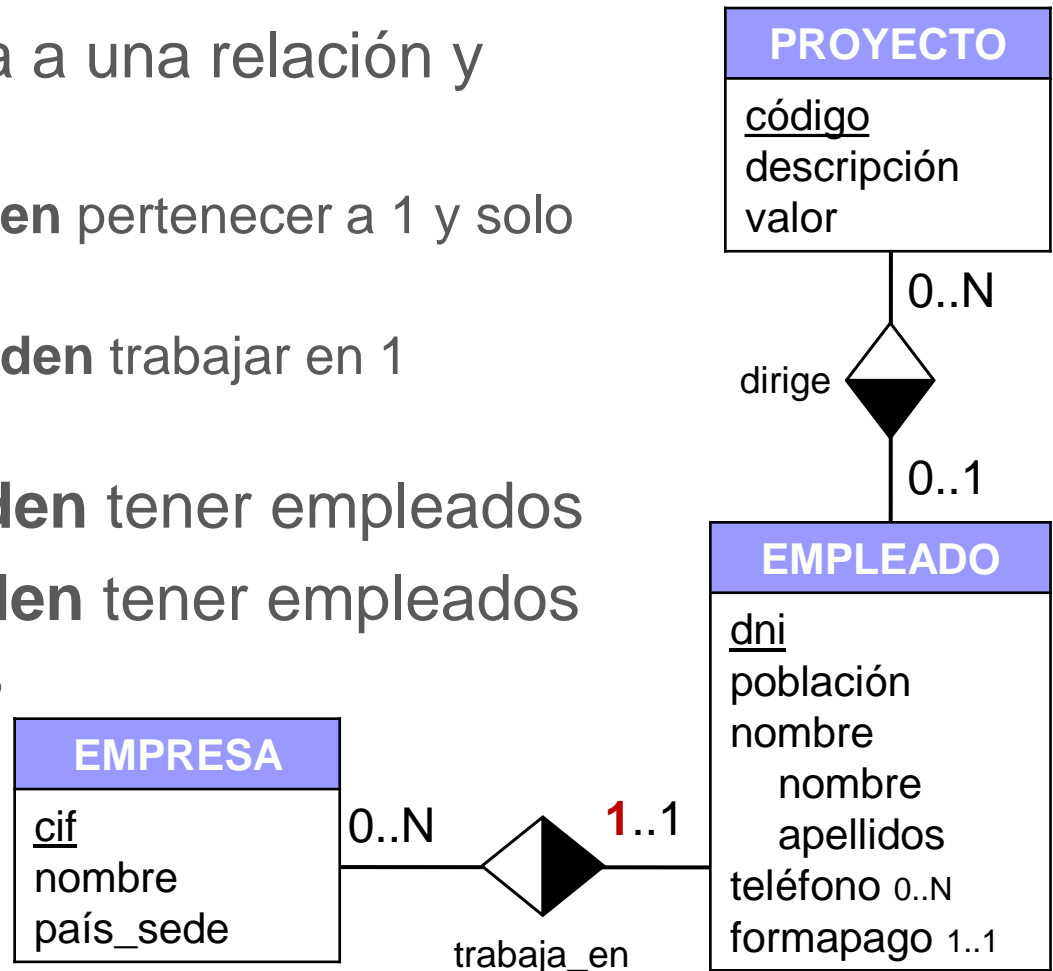 a a una relación y
en pertenecer a 1 y solo
den trabajar en 1
den tener empleados
den tener empleados
PROYECTO
código
descripción
valor
0..N
dirige
0..1
EMPLEADO
dni
población
nombre
nombre
apellidos
teléfono 0..N
formapago 1..1
EMPRESA
cif
nombre
país_sede
0..N
1..1
trabaja_en